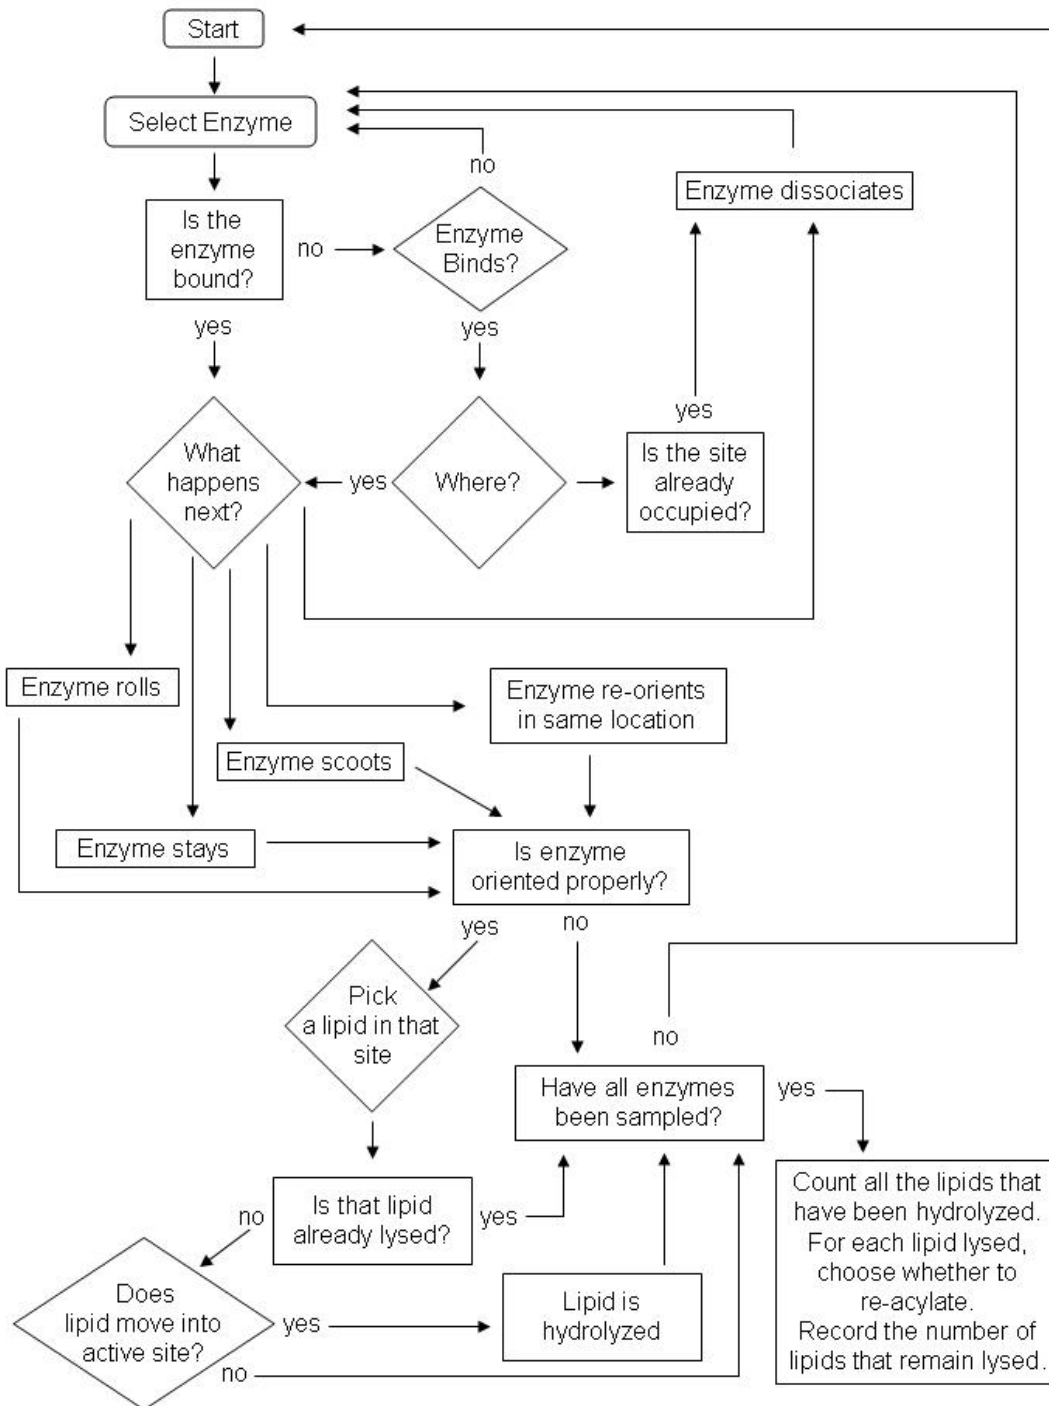 Start
Select Enzyme
no
Enzyme dissociates
Is the
enzyme
bound?
no
Enzyme
Binds?
yes
yes
yes
What
happens
next?
yes
Where?
Is the site
already
occupied?
Enzyme rolls
Enzyme re-orients
in same location
Enzyme scoots
Enzyme stays
Is enzyme
oriented properly?
yes
no
Pick
a lipid in that
site
no
Have all enzymes
been sampled?
yes
Is that lipid
already lysed?
no
yes
Count all the lipids that
have been hydrolyzed.
For each lipid lysed,
choose whether to
re-acylate.
Record the number of
lipids that remain lysed.
Does
lipid move into
active site?
yes
no
Lipid is
hydrolyzed